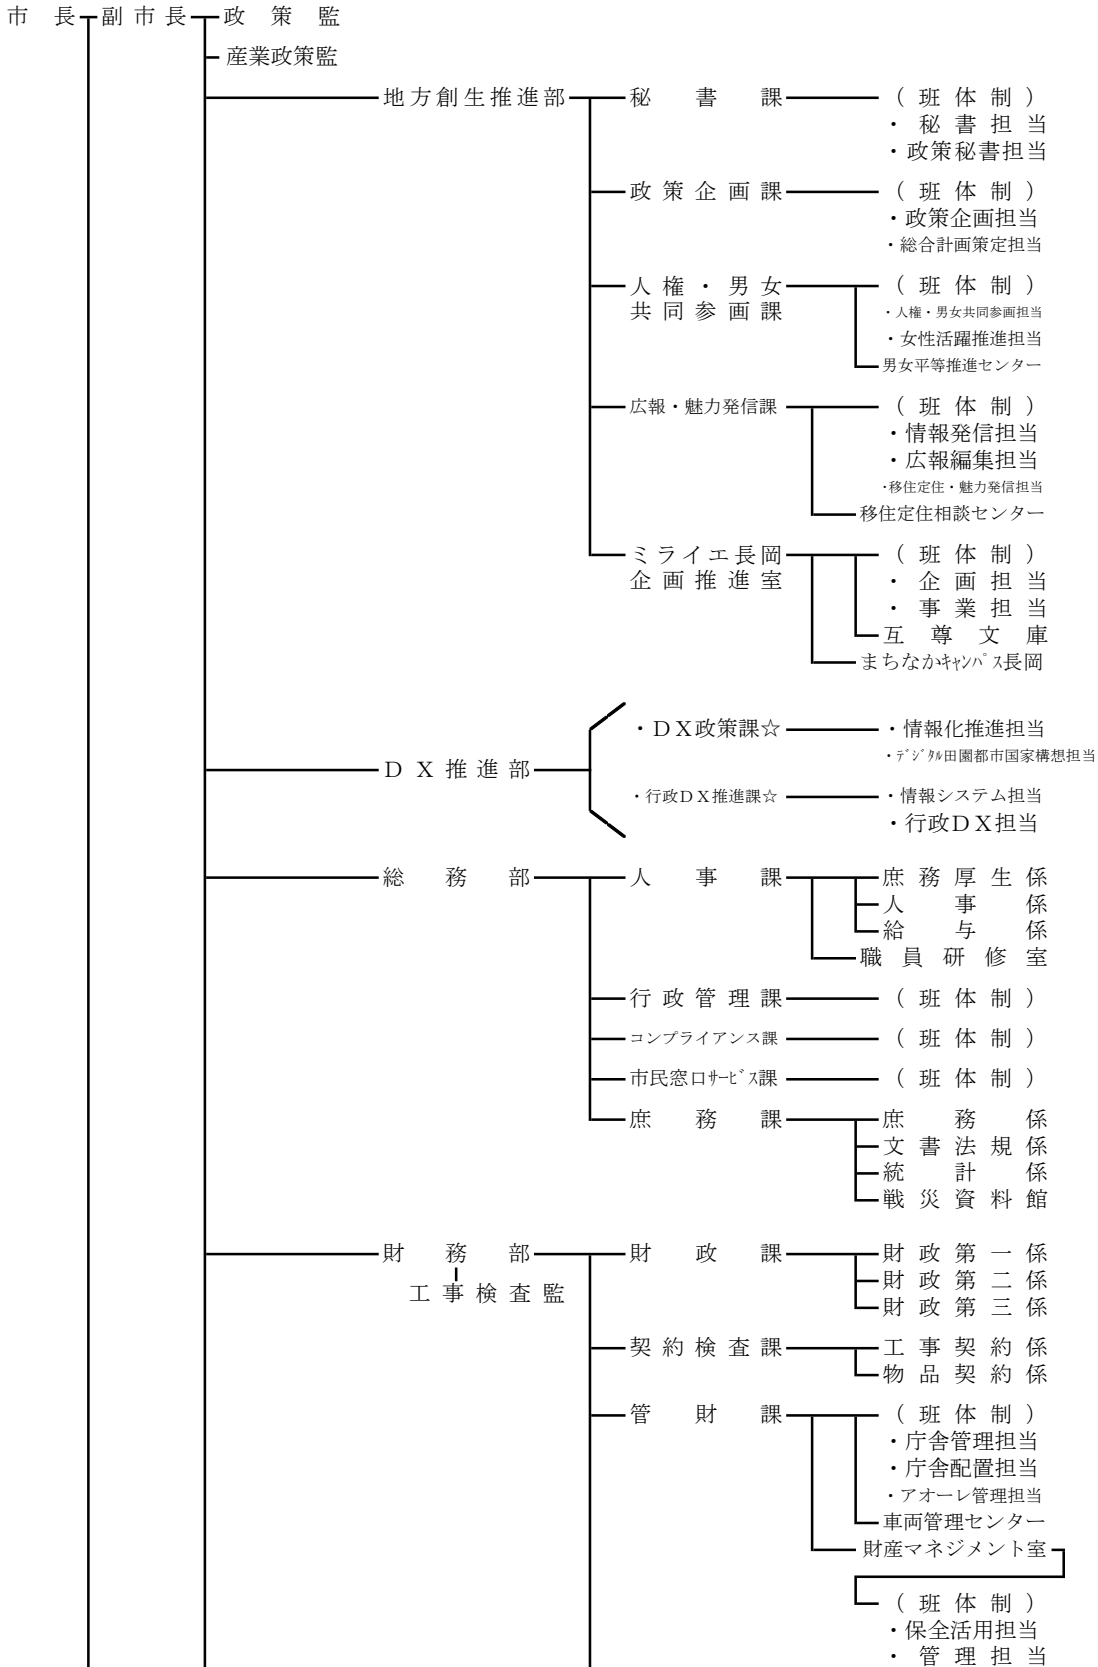 市長 副市長 政策監
産業政策監
地方創生推進部 秘書課 (班体制)
・秘書担当
・政策秘書担当
政策企画課 (班体制)
・政策企画担当
・総合計画策定担当
人権・男女 (班体制)
共同参画課 ・人権・男女共同参画担当
・女性活躍推進担当
男女平等推進センター
広報・魅力発信課 (班体制)
・情報発信担当
・広報編集担当
・移住定住・魅力発信担当
移住定住相談センター
ミライエ長岡 (班体制)
企画推進室 ・企画担当
・事業担当
互尊文庫
まちなかｷｬﾝﾊﾟｽ長岡
・ＤＸ政策課☆ ・情報化推進担当
・ﾃﾞｼﾞﾀﾙ田園都市国家構想担当
ＤＸ推進部
・行政ＤＸ推進課☆ ・情報システム担当
・行政ＤＸ担当
総務部 人事課 庶務厚生係
人事係
給与係
職員研修室
行政管理課 (班体制)
コンプライアンス課 (班体制)
市民窓口ｻｰﾋﾞｽ課 (班体制)
庶務課 庶務係
文書法規係
統計係
戦災資料館
財務部 財政課 財政第一係
工事検査監 財政第二係
財政第三係
契約検査課 工事契約係
物品契約係
管財課 (班体制)
・庁舎管理担当
・庁舎配置担当
・アオーレ管理担当
車両管理センター
財産マネジメント室
(班体制)
・保全活用担当
・管理担当